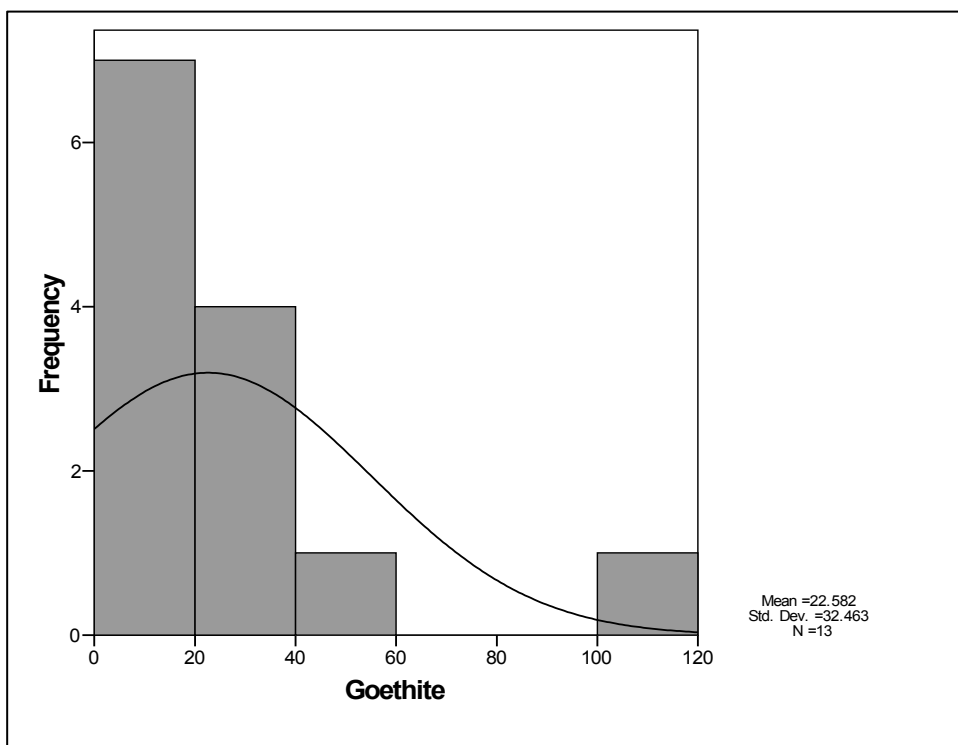 Frequency
6
4
2
0
0 20 40 60 80 100 120
Goethite
Mean =22.582
Std. Dev. =32.463
N =13